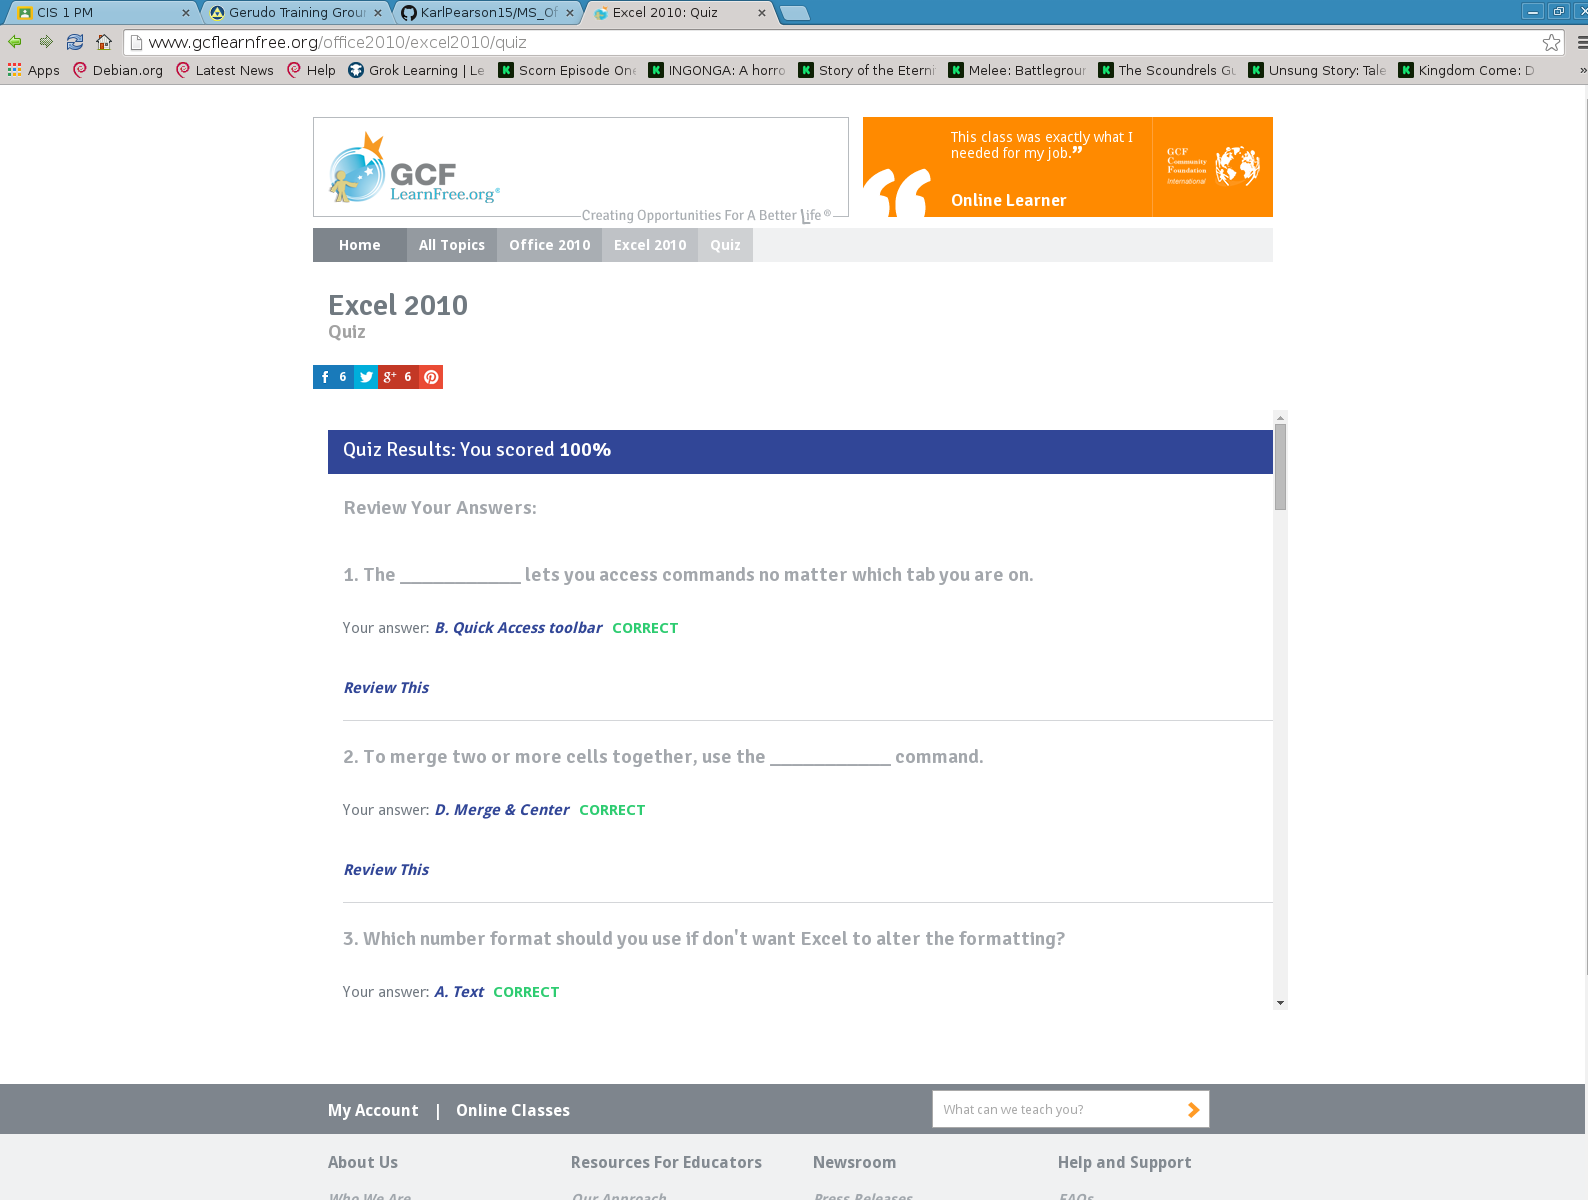 CIS 1 PM
Gerudo Training Grou
KarlPearson15/MS_Of
Excel 2010: Quiz
www.gcflearnfree.org/office2010/excel2010/quiz
Apps Debian.org Latest News Help Grok Learning | Le Scorn Episode One INGONGA: A horro Story of the Eterni Melee: Battlegroun The Scoundrels Gu Unsung Story: Tale Kingdom Come: D »
GCF
LearnFree.org®
Creating Opportunities For A Better Life®
This class was exactly what I
needed for my job.”
Online Learner
GCF
Community
Foundation
International
Home All Topics Office 2010 Excel 2010 Quiz
Excel 2010
Quiz
f 6 g+ 6
Quiz Results: You scored 100%
Review Your Answers:
1. The ____________ lets you access commands no matter which tab you are on.
Your answer: B. Quick Access toolbar CORRECT
Review This
2. To merge two or more cells together, use the ____________ command.
Your answer: D. Merge & Center CORRECT
Review This
3. Which number format should you use if don't want Excel to alter the formatting?
Your answer: A. Text CORRECT
My Account | Online Classes
What can we teach you?
About Us Resources For Educators Newsroom Help and Support
Who We Are Our Approach Press Releases FAQs